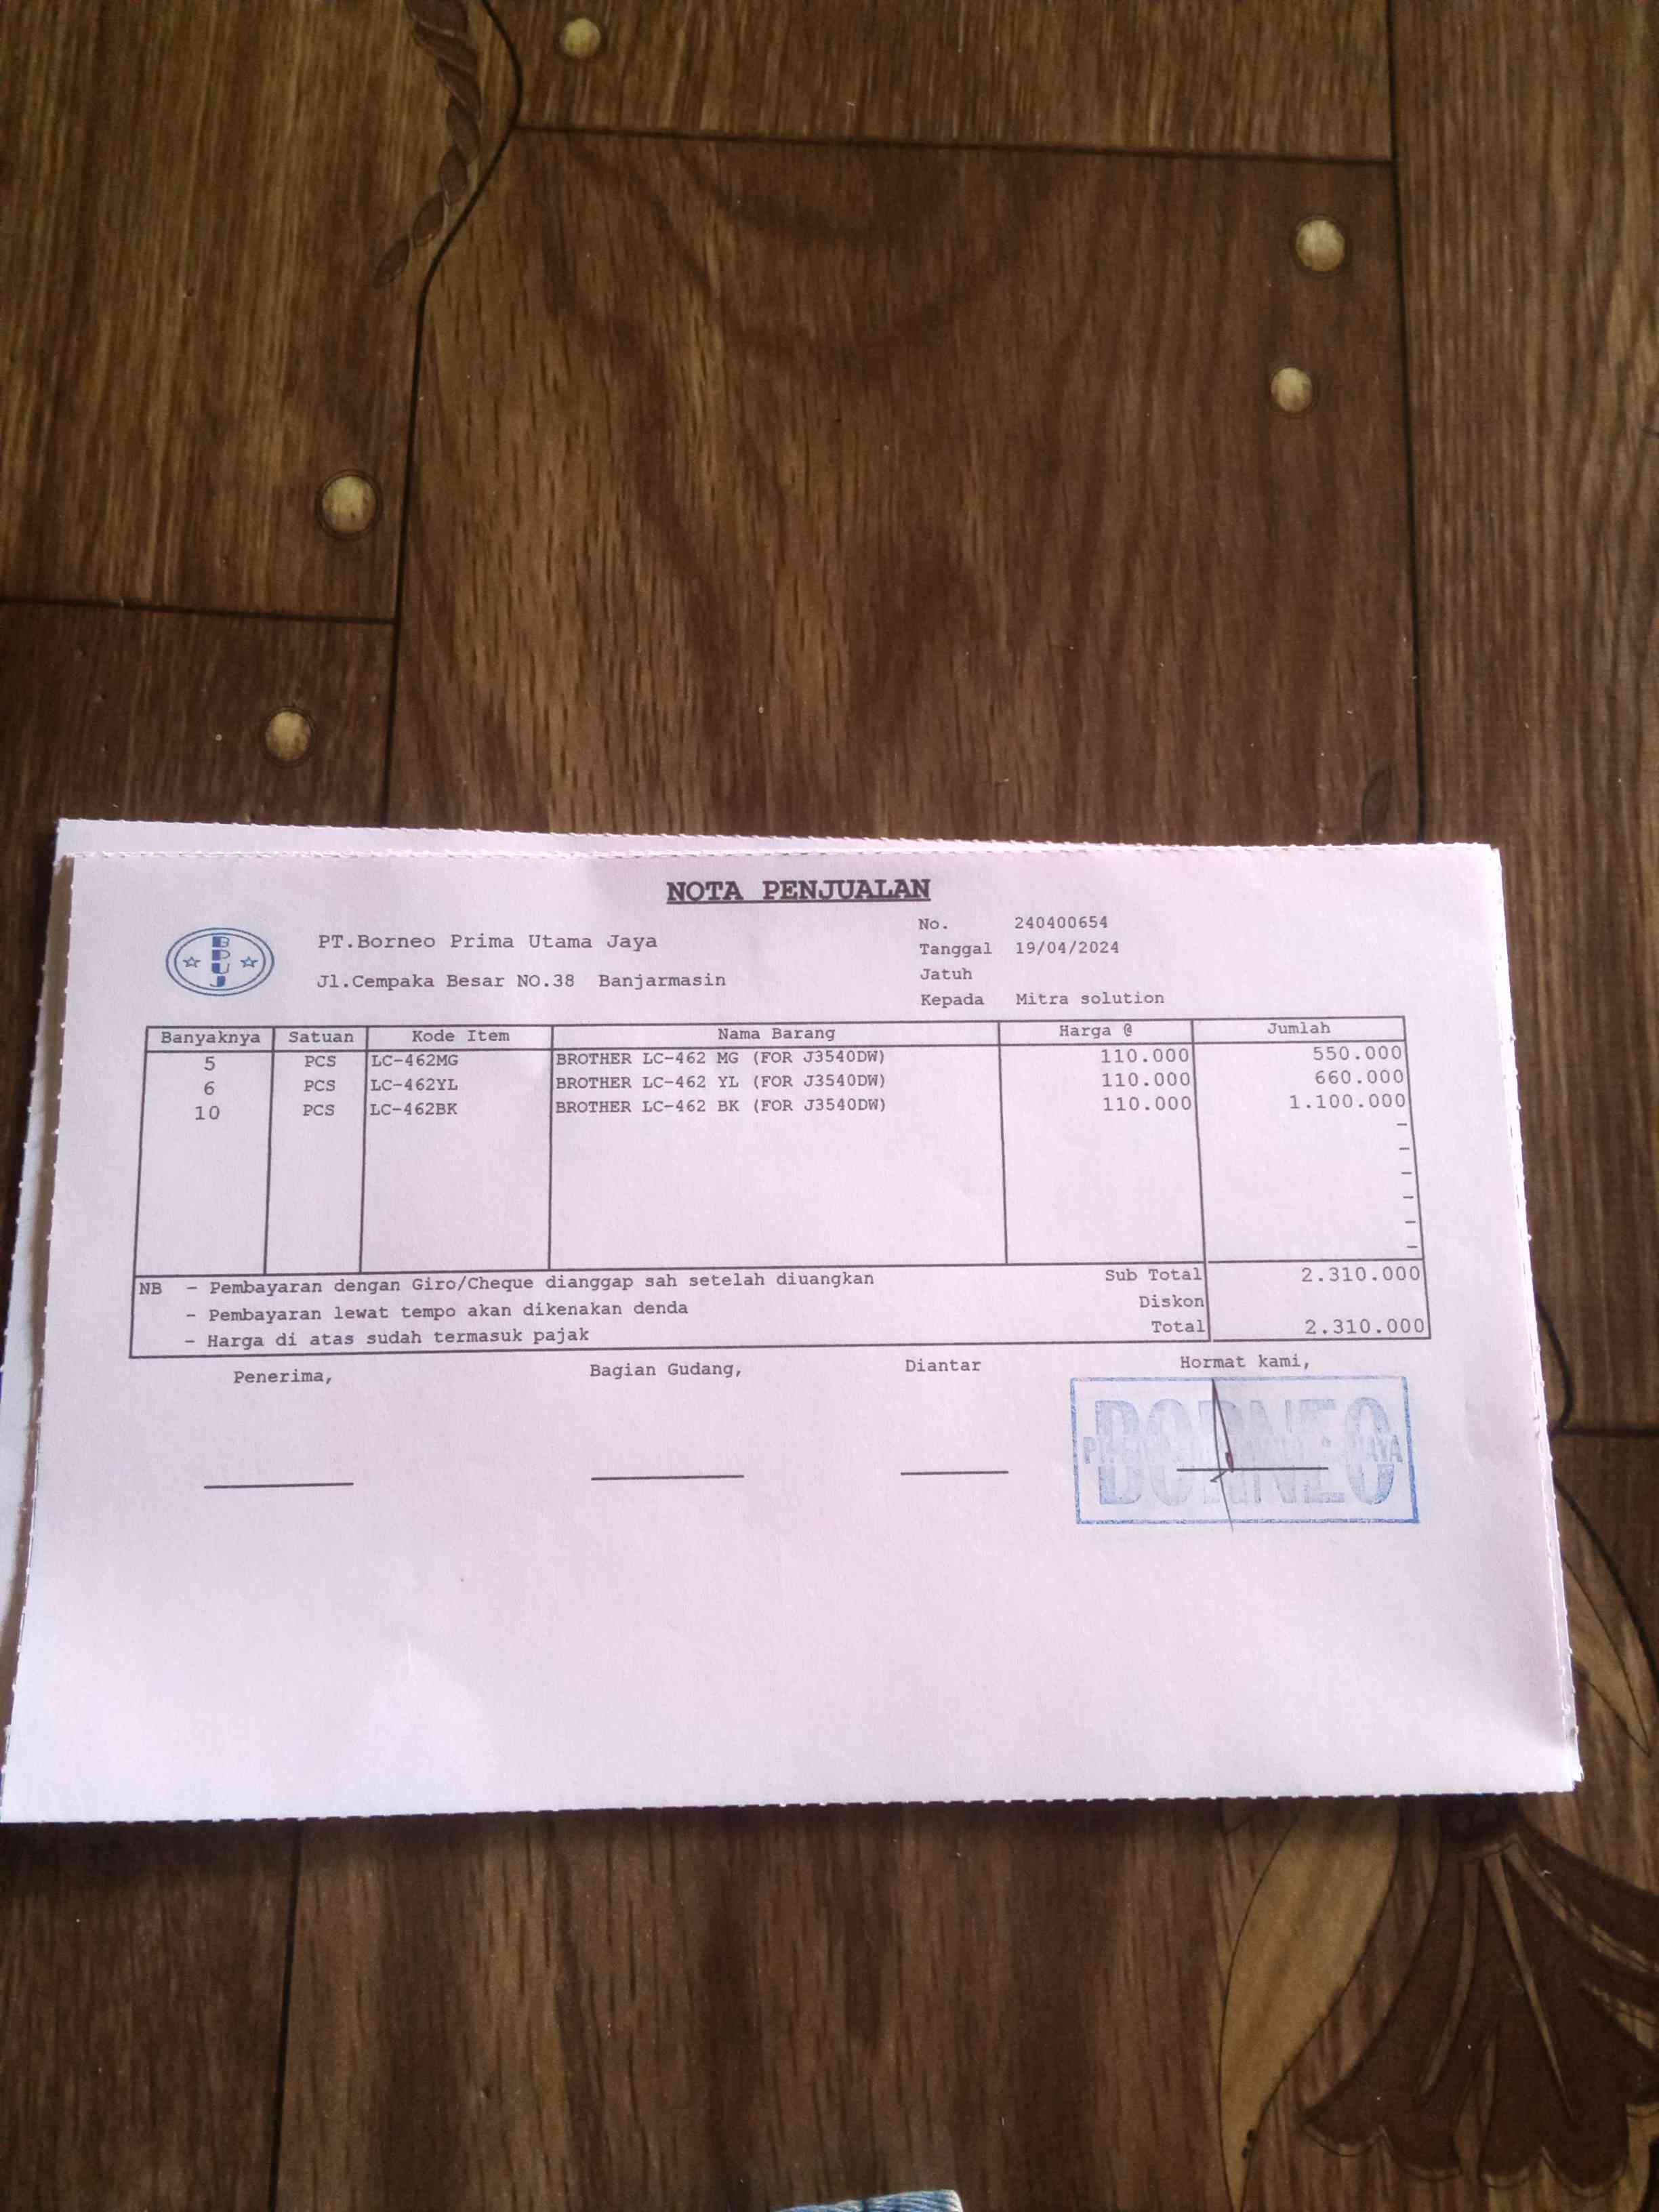 NOTA PENJUALAN
BPUJ
PT.Borneo Prima Utama Jaya
Jl.Cempaka Besar NO.38 Banjarmasin
No. 240400654
Tanggal 19/04/2024
Jatuh
Kepada Mitra solution
Banyaknya Satuan Kode Item Nama Barang Harga @ Jumlah
5 PCS LC-462MG BROTHER LC-462 MG (FOR J3540DW) 110.000 550.000
6 PCS LC-462YL BROTHER LC-462 YL (FOR J3540DW) 110.000 660.000
10 PCS LC-462BK BROTHER LC-462 BK (FOR J3540DW) 110.000 1.100.000
-
-
-
-
-
-
NB - Pembayaran dengan Giro/Cheque dianggap sah setelah diuangkan Sub Total 2.310.000
- Pembayaran lewat tempo akan dikenakan denda Diskon
- Harga di atas sudah termasuk pajak Total 2.310.000
Penerima, Bagian Gudang, Diantar Hormat kami,
BORNEO